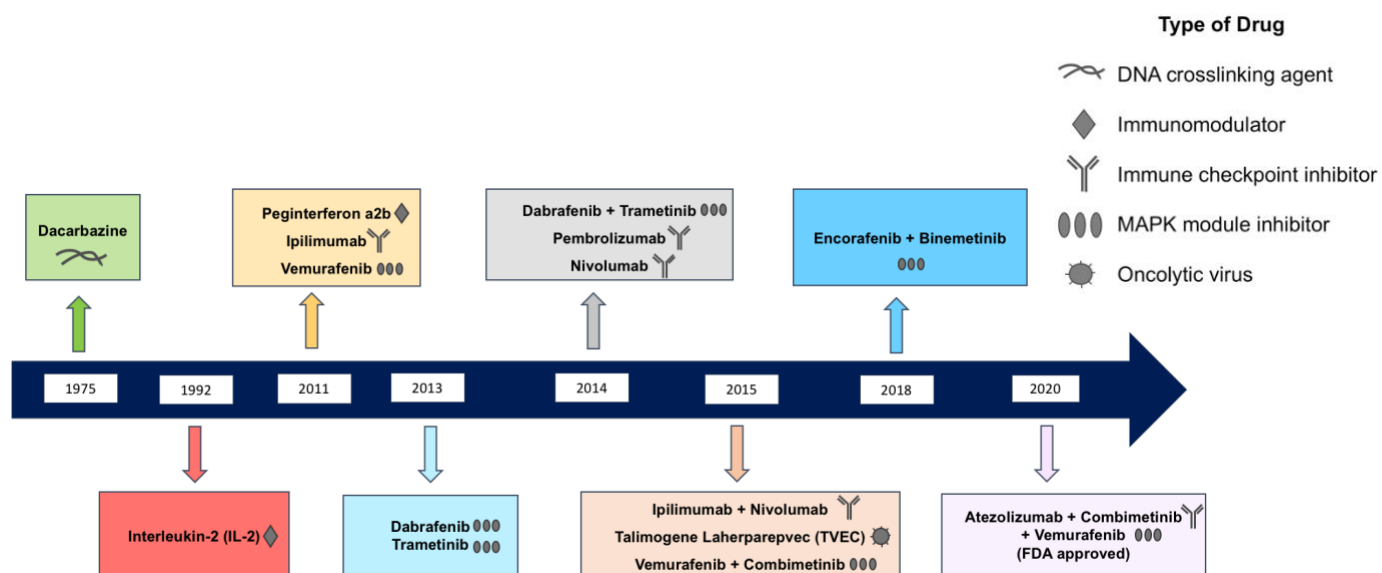 Type of Drug
DNA crosslinking agent
Immunomodulator
Immune checkpoint inhibitor
MAPK module inhibitor
Oncolytic virus
Dacarbazine
Peginterferon a2b
Ipilimumab
Vemurafenib
Dabrafenib + Trametinib
Pembrolizumab
Nivolumab
Encorafenib + Binemetinib
1975
1992
2011
2013
2014
2015
2018
2020
Interleukin-2 (IL-2)
Dabrafenib
Trametinib
Ipilimumab + Nivolumab
Talimogene Laherparepvec (TVEC)
Vemurafenib + Combimetinib
Atezolizumab + Combimetinib
+ Vemurafenib
(FDA approved)